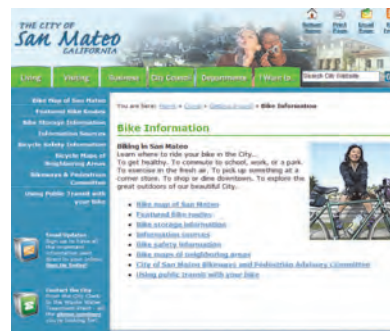 THE CITY OF
San Mateo
CALIFORNIA
Living
Visiting
Business
City Council
Departments
I Want To:
Search City Website
Bike Map of San Mateo
Featured Bike Routes
Bike Storage Information
Information Sources
Bicycle Safety Information
Bicycle Maps of
Neighboring Areas
Bikeways & Pedestrian
Committee
Using Public Transit with
your Bike
Email Updates
Contact the City
You are here: Home > > Getting Around > Bike Information
Bike Information
Biking in San Mateo
Learn where to ride your bike in the City...
To get healthy. To commute to school, work, or a park.
To exercise in the fresh air. To pick up something at a
corner store. To shop or dine downtown. To explore the
great outdoors of our beautiful City.
Bike map of San Mateo
Featured Bike routes
Bike storage information
Information sources
Bike safety information
Bike maps of neighboring areas
City of San Mateo Bikeways and Pedestrian Advisory Committee
Using public transit with your bike